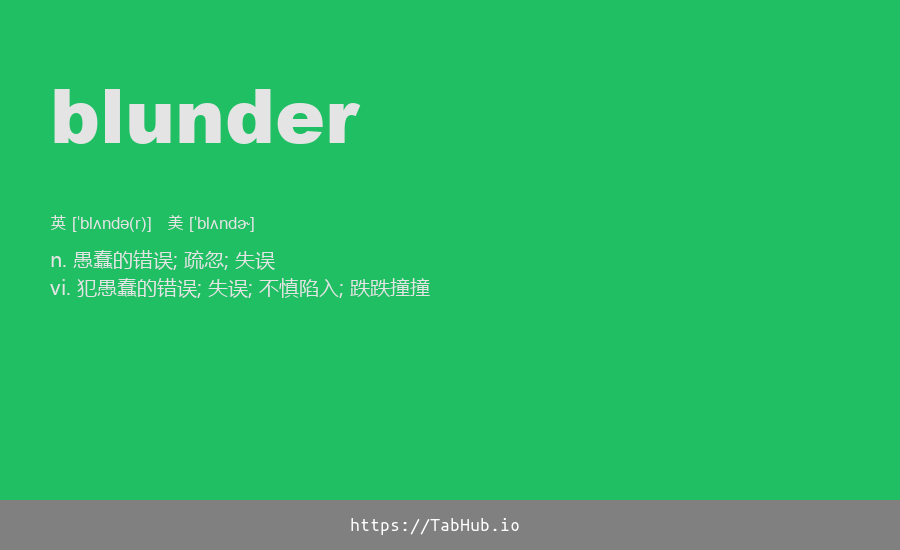 blunder
英 [ˈblʌndə(r)] 美 [ˈblʌndɚ]
n. 愚蠢的错误; 疏忽; 失误
vi. 犯愚蠢的错误; 失误; 不慎陷入; 跌跌撞撞
https://TabHub.io